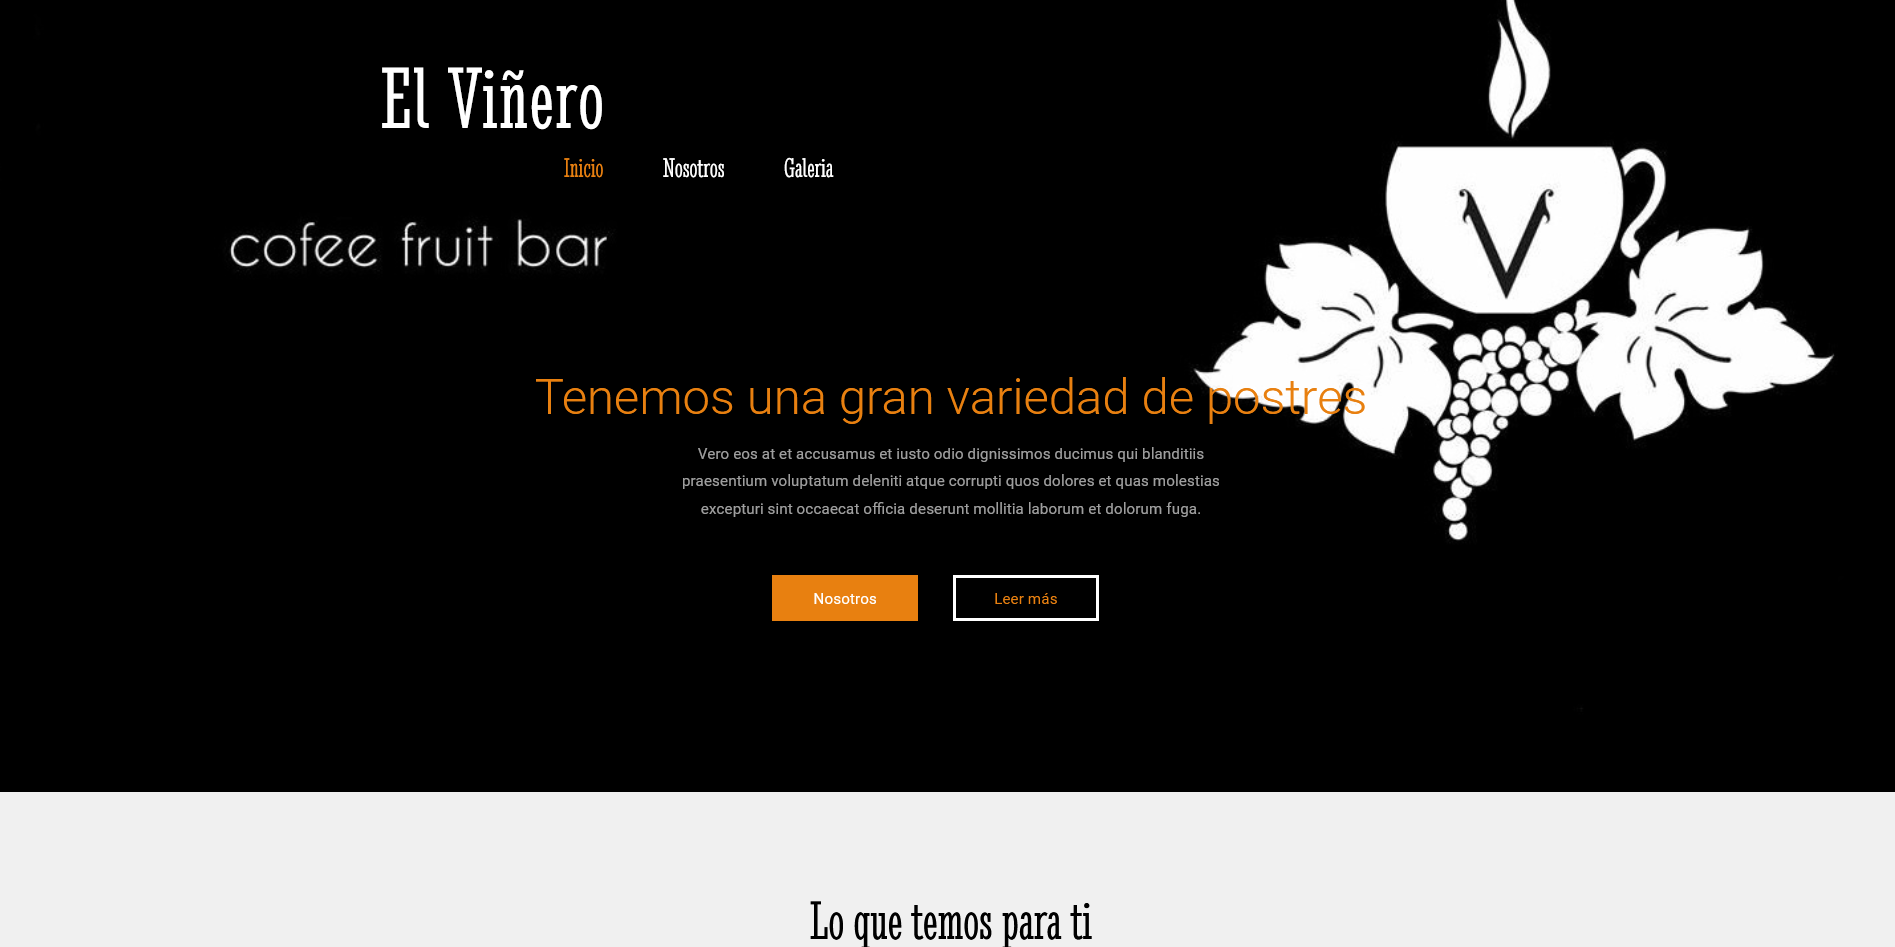 El Viñero
Inicio Nosotros Galeria
cofee fruit bar
V
Tenemos una gran variedad de postres
Vero eos at et accusamus et iusto odio dignissimos ducimus qui blanditiis
praesentium voluptatum deleniti atque corrupti quos dolores et quas molestias
excepturi sint occaecat officia deserunt mollitia laborum et dolorum fuga.
Nosotros Leer más
Lo que temos para ti